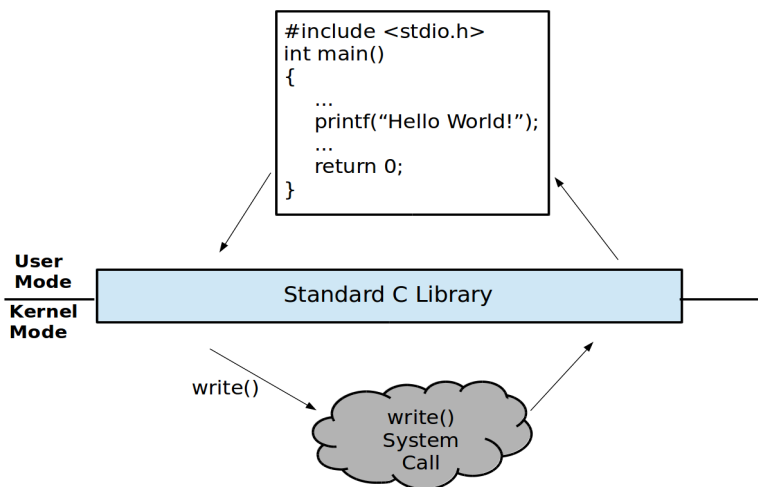 #include <stdio.h>
int main()
{
...
printf(“Hello World!”);
...
return 0;
}
User
Mode
Standard C Library
Kernel
Mode
write()
write()
System
Call